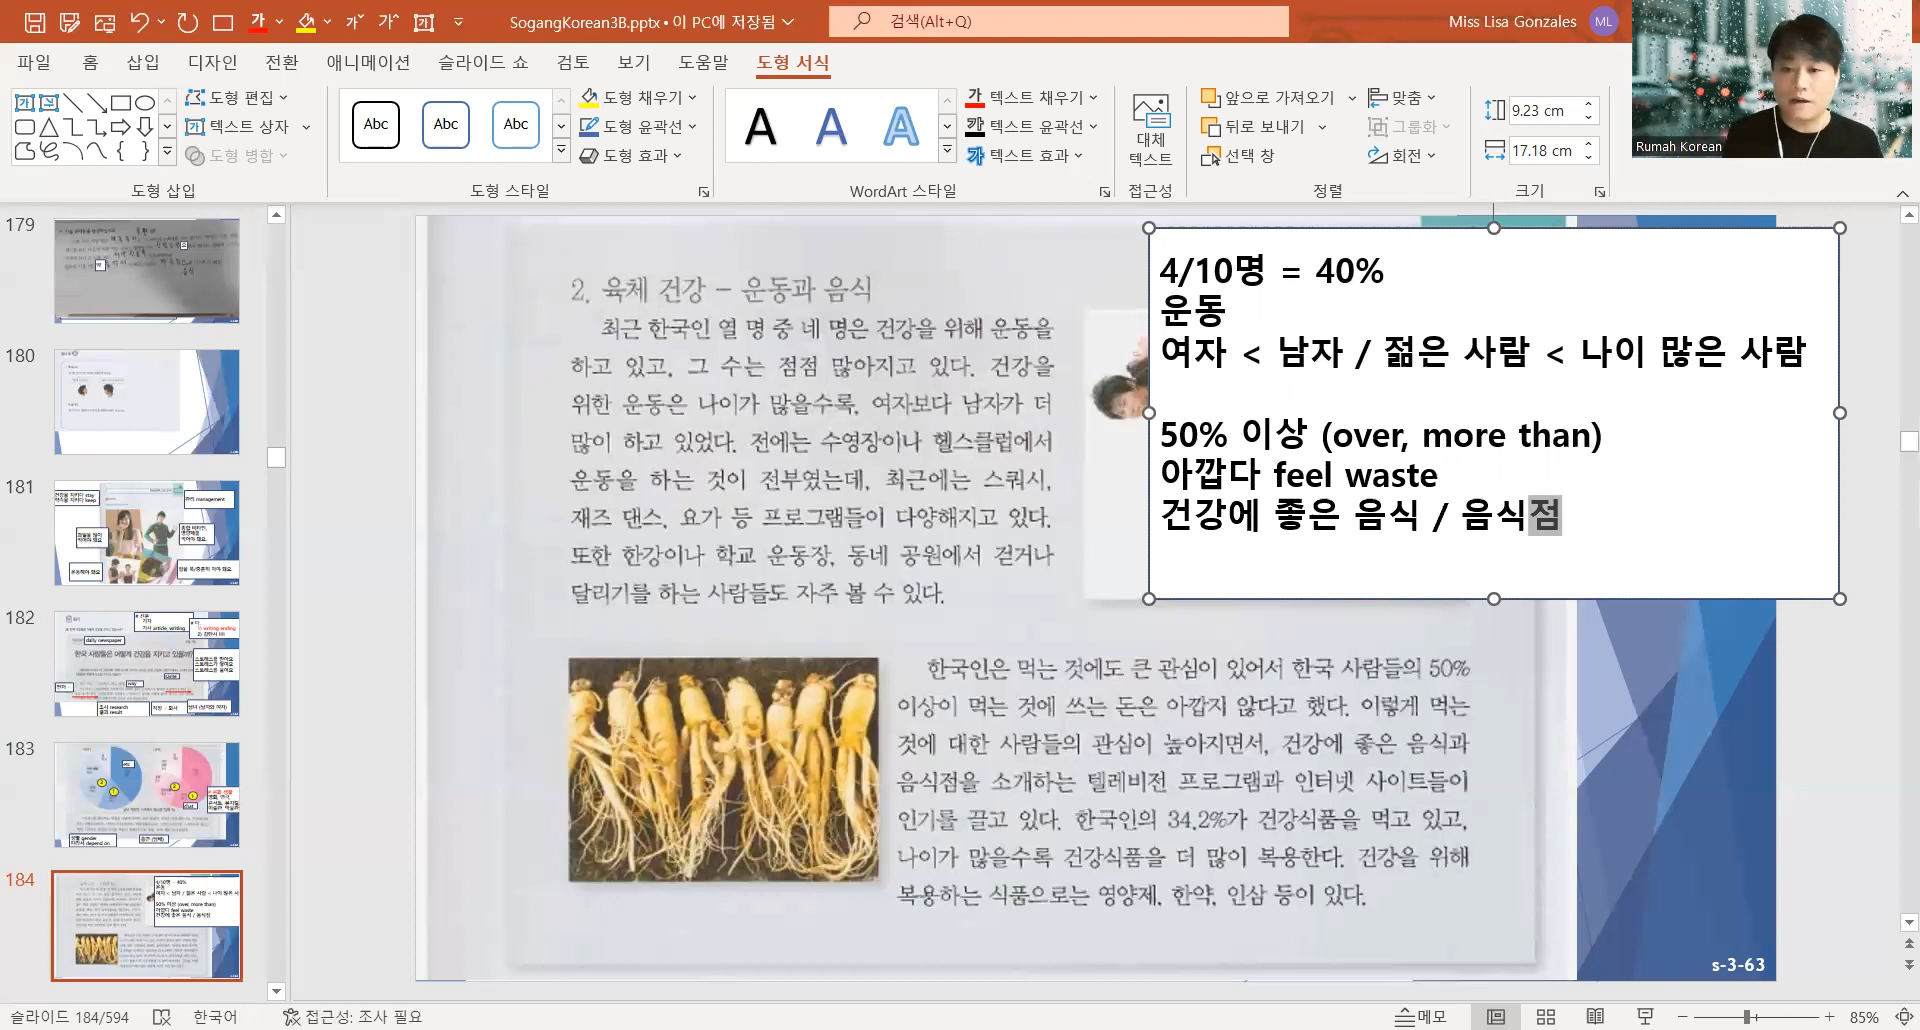 SogangKorean3B.pptx • 이 PC에 저장됨
검색(Alt+Q)
Miss Lisa Gonzales
ML
파일 홈 삽입 디자인 전환 애니메이션 슬라이드 쇼 검토 보기 도움말 도형 서식
도형 편집
텍스트 상자
도형 병합
도형 삽입
Abc Abc Abc
도형 채우기
도형 윤곽선
도형 효과
도형 스타일
A A A
텍스트 채우기
텍스트 윤곽선
텍스트 효과
WordArt 스타일
대체
텍스트
접근성
앞으로 가져오기
뒤로 보내기
선택 창
맞춤
그룹화
회전
정렬
9.23 cm
17.18 cm
크기
Rumah Korean
179
180
181
182
183
184
4/10명 = 40%
운동
여자 < 남자 / 젊은 사람 < 나이 많은 사람
50% 이상 (over, more than)
아깝다 feel waste
건강에 좋은 음식 / 음식점
2. 육체 건강 – 운동과 음식
최근 한국인 열 명 중 네 명은 건강을 위해 운동을
하고 있고, 그 수는 점점 많아지고 있다. 건강을
위한 운동은 나이가 많을수록, 여자보다 남자가 더
많이 하고 있었다. 전에는 수영장이나 헬스클럽에서
운동을 하는 것이 전부였는데, 최근에는 스쿼시,
재즈 댄스, 요가 등 프로그램들이 다양해지고 있다.
또한 한강이나 학교 운동장, 동네 공원에서 걷거나
달리기를 하는 사람들도 자주 볼 수 있다.
한국인은 먹는 것에도 큰 관심이 있어서 한국 사람들의 50%
이상이 먹는 것에 쓰는 돈은 아깝지 않다고 했다. 이렇게 먹는
것에 대한 사람들의 관심이 높아지면서, 건강에 좋은 음식과
음식점을 소개하는 텔레비전 프로그램과 인터넷 사이트들이
인기를 끌고 있다. 한국인의 34.2%가 건강식품을 먹고 있고,
나이가 많을수록 건강식품을 더 많이 복용한다. 건강을 위해
복용하는 식품으로는 영양제, 한약, 인삼 등이 있다.
s-3-63
슬라이드 184/594
한국어
접근성: 조사 필요
메모
85%